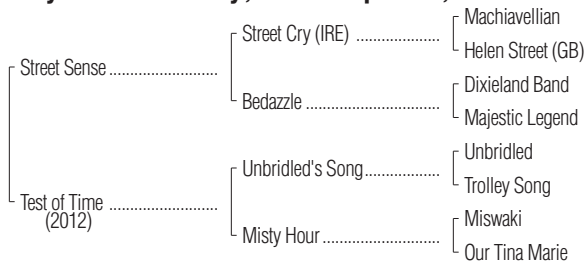 Machiavellian
Street Cry (IRE) ....................
Helen Street (GB)
Street Sense ..........................
Dixieland Band
Bedazzle ................................
Majestic Legend
Unbridled
Unbridled's Song..................
Trolley Song
Test of Time ..........................
(2012)
Miswaki
Misty Hour ............................
Our Tina Marie